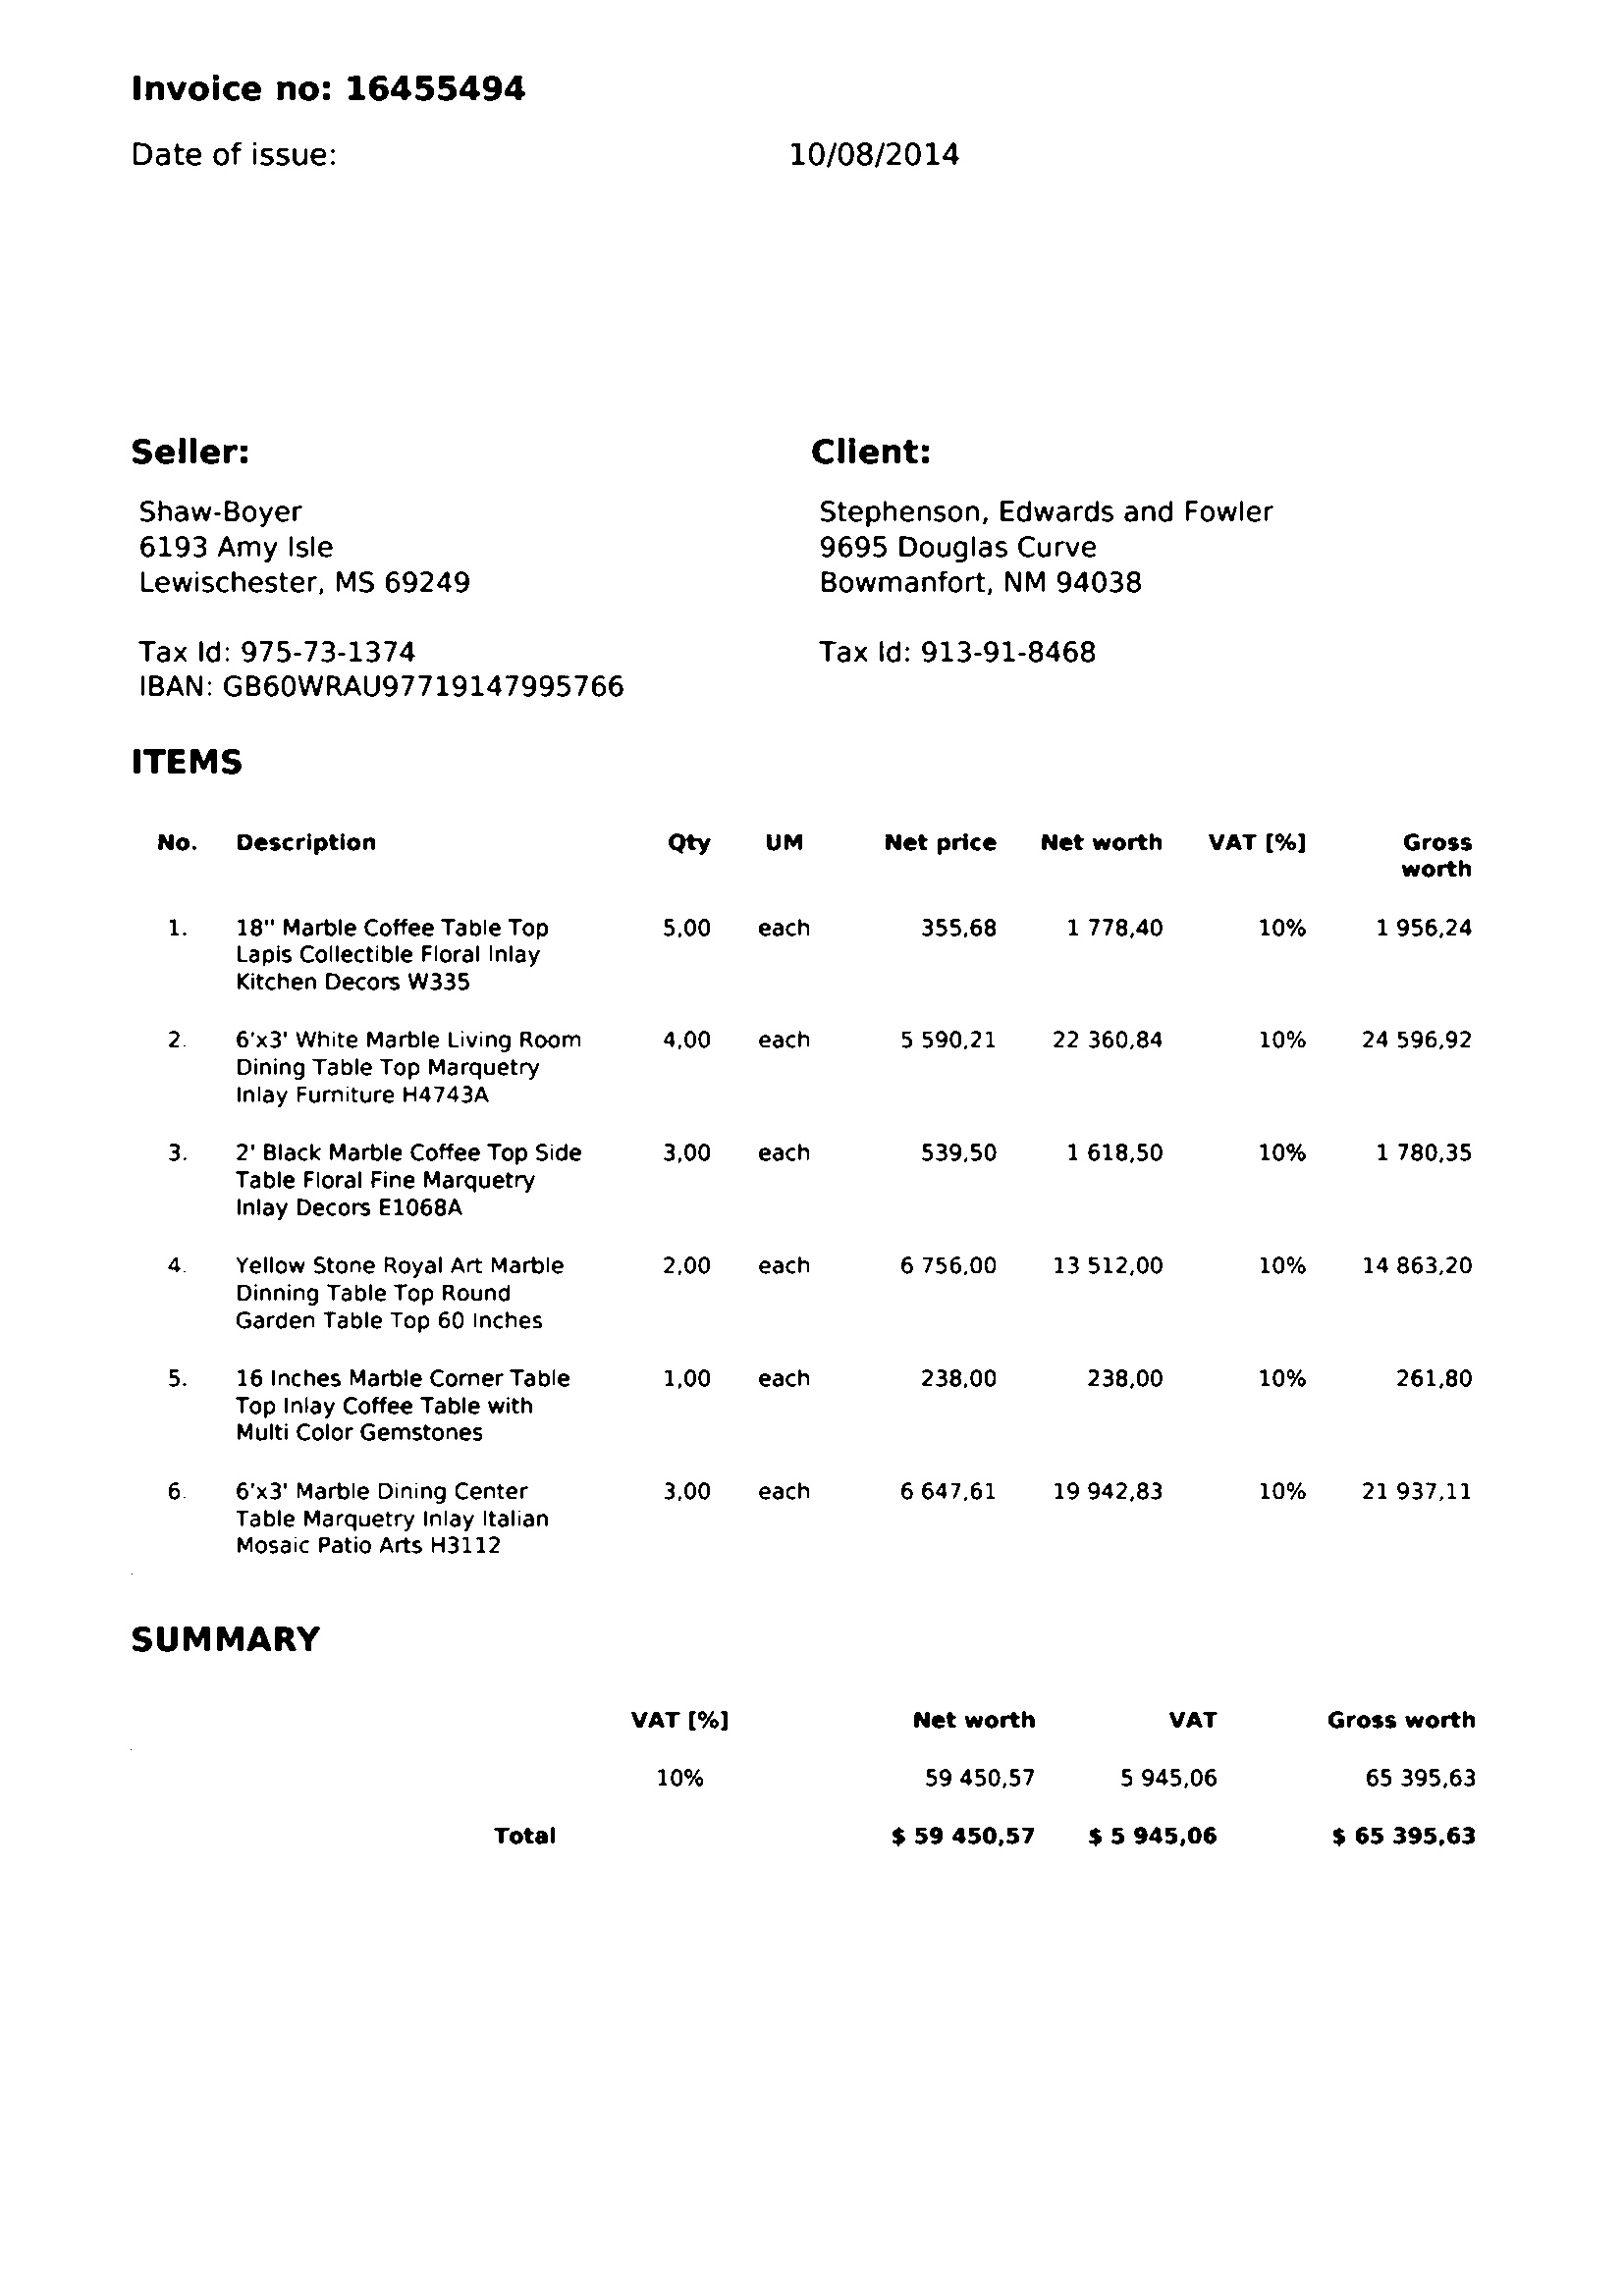 Invoice no: 16455494
Date of issue: 10/08/2014
Seller: Client:
Shaw-Boyer Stephenson, Edwards and Fowler
6193 Amy Isle 9695 Douglas Curve
Lewischester, MS 69249 Bowmanfort, NM 94038
Tax Id: 975-73-1374 Tax Id: 913-91-8468
IBAN: GB60WRAU97719147995766
ITEMS
No. Description Qty UM Net price Net worth VAT [%] Gross
worth
1. 18" Marble Coffee Table Top 5,00 each 355,68 1 778,40 10% 1 956,24
Lapis Collectible Floral Inlay
Kitchen Decors W335
2. 6'x3' White Marble Living Room 4,00 each 5 590,21 22 360,84 10% 24 596,92
Dining Table Top Marquetry
Inlay Furniture H4743A
3. 2' Black Marble Coffee Top Side 3,00 each 539,50 1 618,50 10% 1 780,35
Table Floral Fine Marquetry
Inlay Decors E1068A
4. Yellow Stone Royal Art Marble 2,00 each 6 756,00 13 512,00 10% 14 863,20
Dinning Table Top Round
Garden Table Top 60 Inches
5. 16 Inches Marble Corner Table 1,00 each 238,00 238,00 10% 261,80
Top Inlay Coffee Table with
Multi Color Gemstones
6. 6'x3' Marble Dining Center 3,00 each 6 647,61 19 942,83 10% 21 937,11
Table Marquetry Inlay Italian
Mosaic Patio Arts H3112
SUMMARY
VAT [%] Net worth VAT Gross worth
10% 59 450,57 5 945,06 65 395,63
Total $ 59 450,57 $ 5 945,06 $ 65 395,63